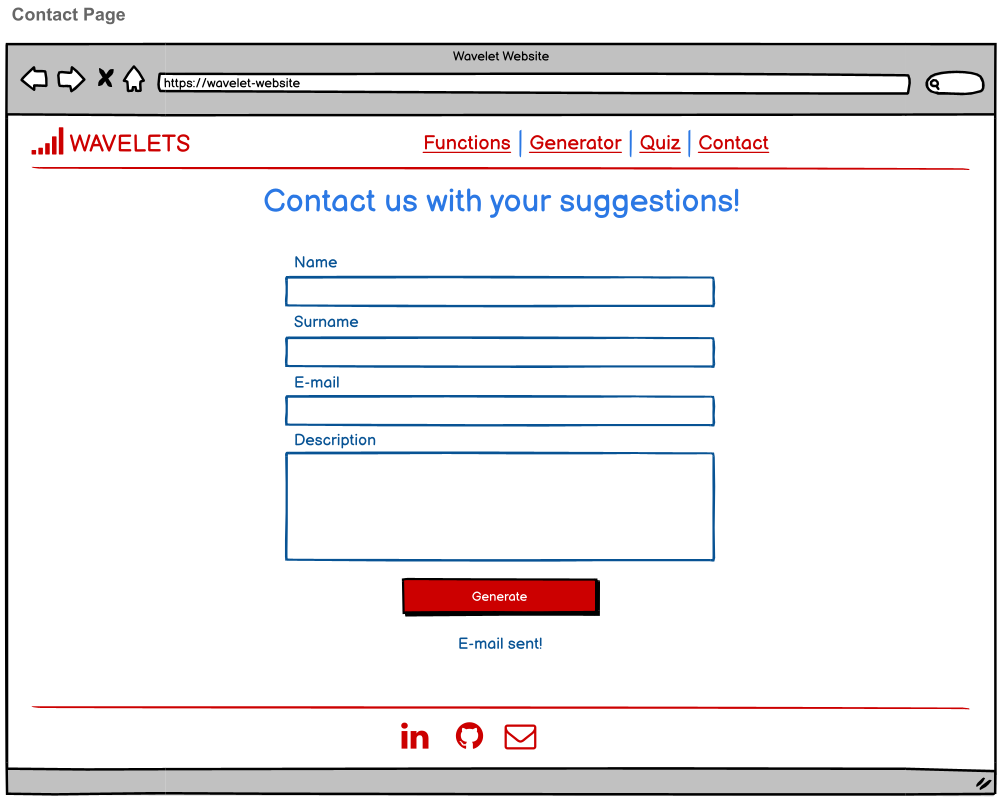 Contact Page
Wavelet Website
https://wavelet-website
WAVELETS
Functions | Generator | Quiz | Contact
Contact us with your suggestions!
Name
Surname
E-mail
Description
Generate
E-mail sent!
in